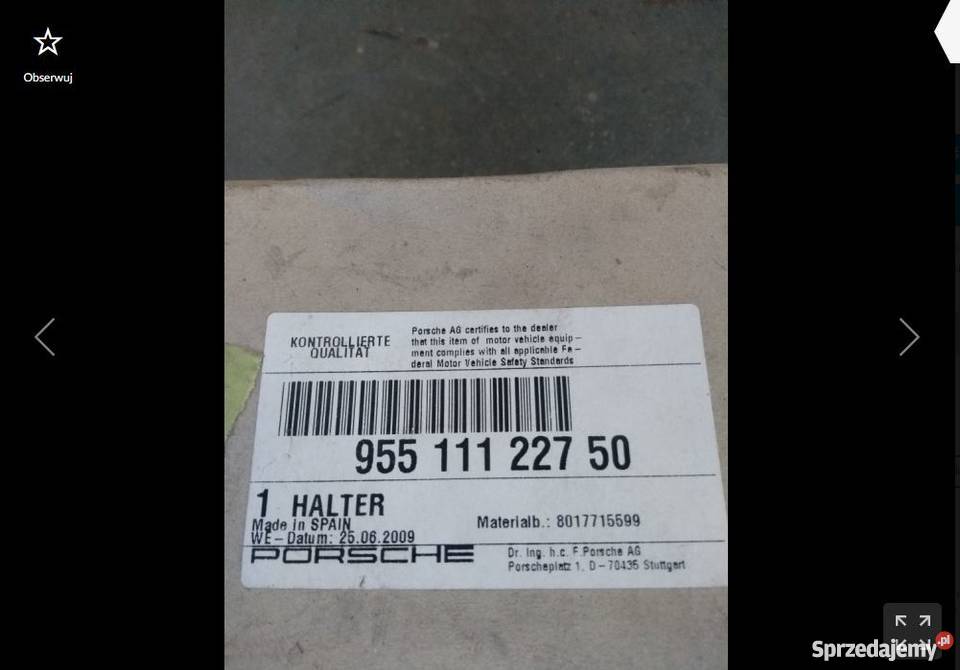 Obserwuj
KONTROLLIERTE
QUALITAT
Porsche AG certifies to the dealer
that this item of motor vehicle equip-
ment complies with all applicable Fe-
deral Motor Vehicle Safety Standards
955 111 227 50
1 HALTER
Made in SPAIN
WE-Datum: 25.06.2009
Materialb.: 8017715599
PORSCHE
Dr. Ing. h.c. F.Porsche AG
Porscheplatz 1, D-70435 Stuttgart
Sprzedajemy.pl